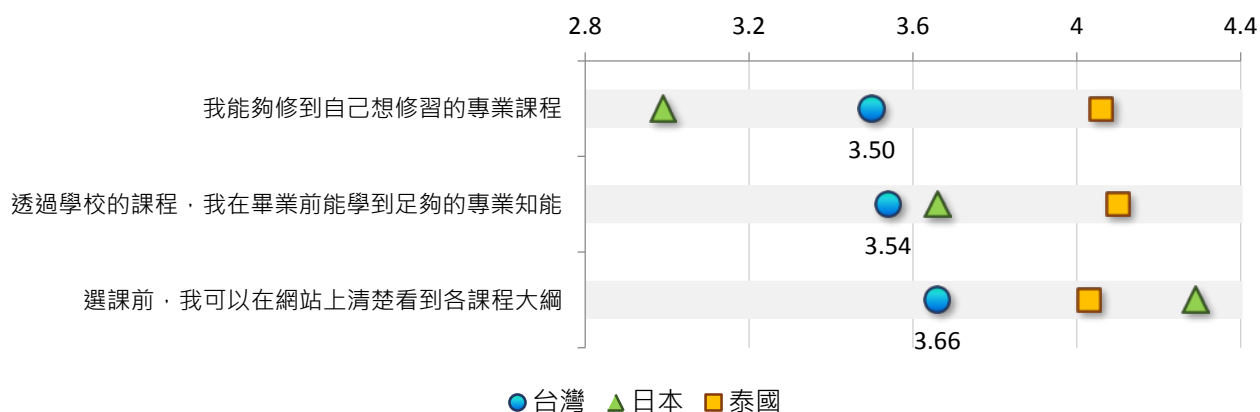 2.8 3.2 3.6 4 4.4
我能夠修到自己想修習的專業課程
3.50
透過學校的課程，我在畢業前能學到足夠的專業知能
3.54
選課前，我可以在網站上清楚看到各課程大綱
3.66
台灣 日本 泰國